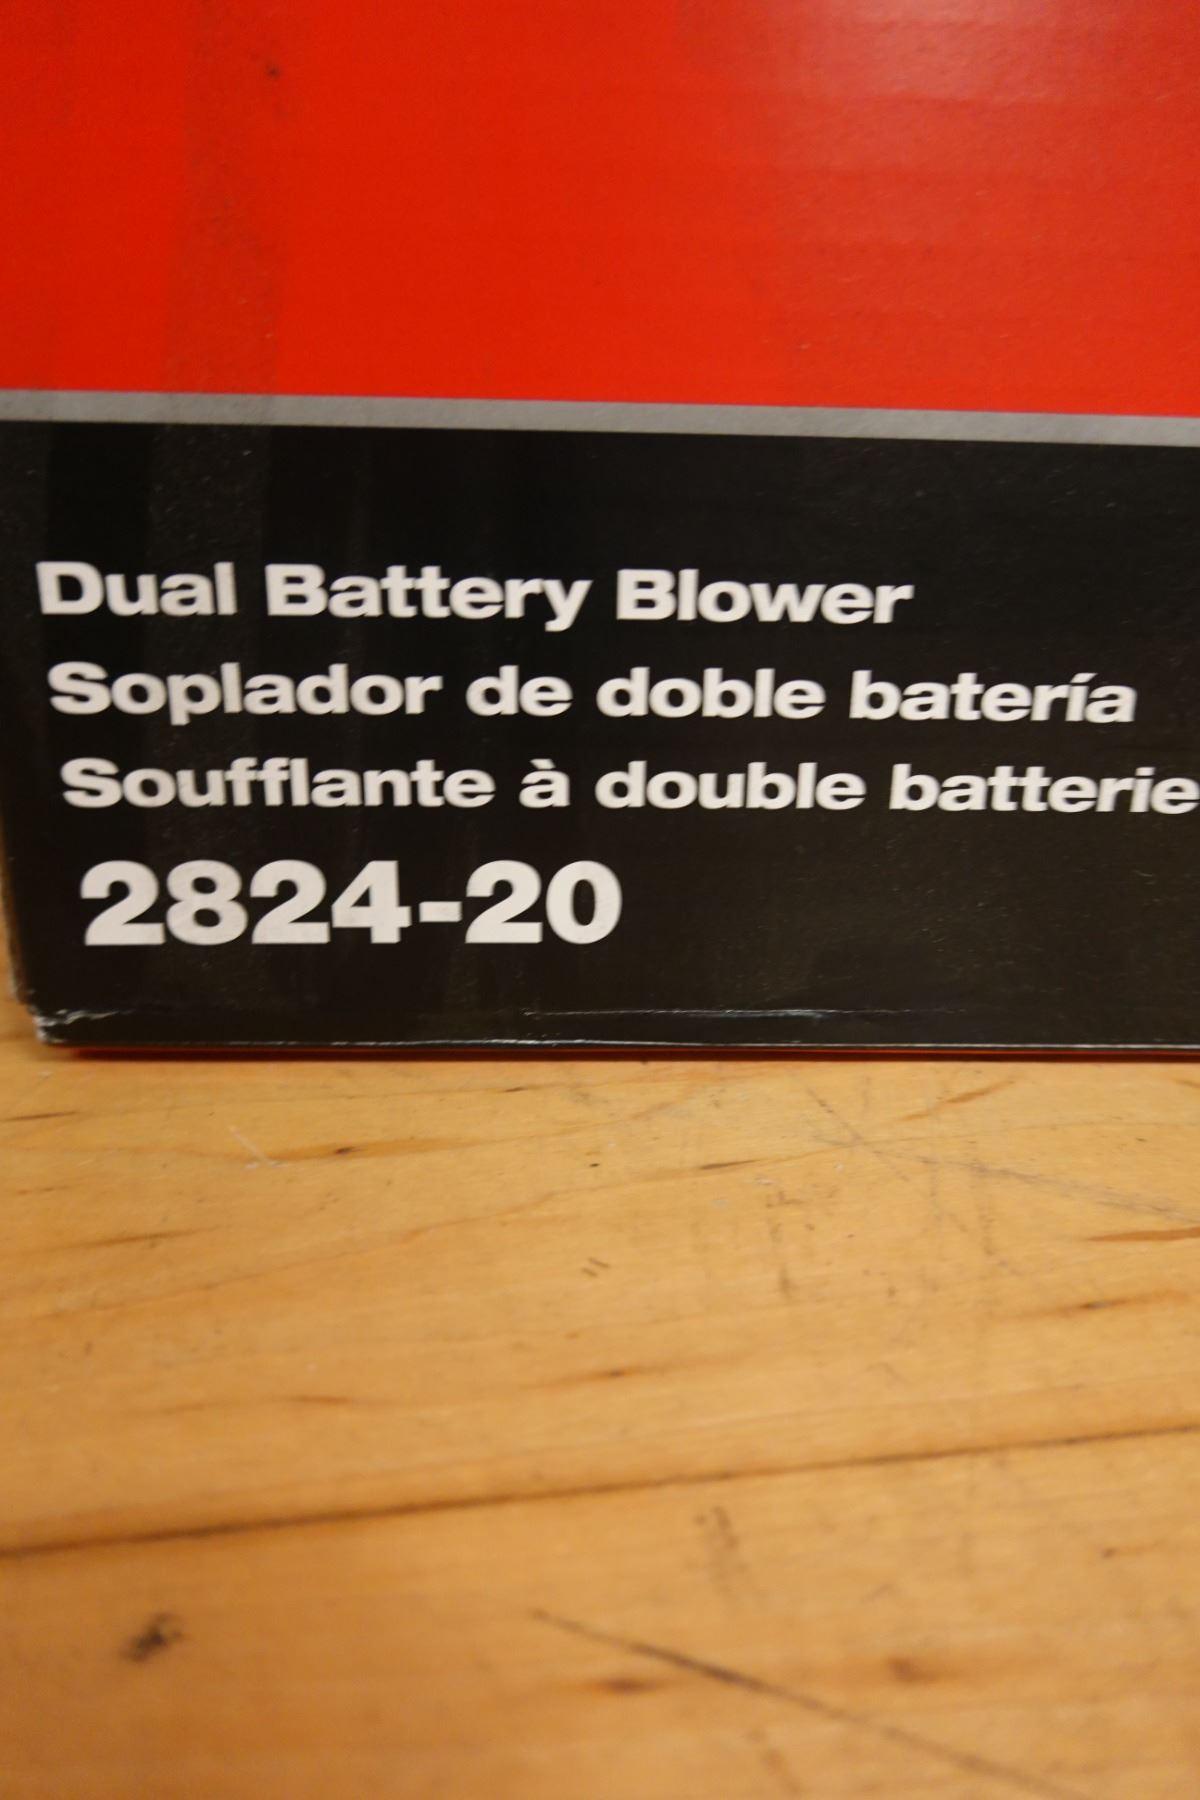 Dual Battery Blower
Soplador de doble batería
Soufflante à double batterie
2824-20